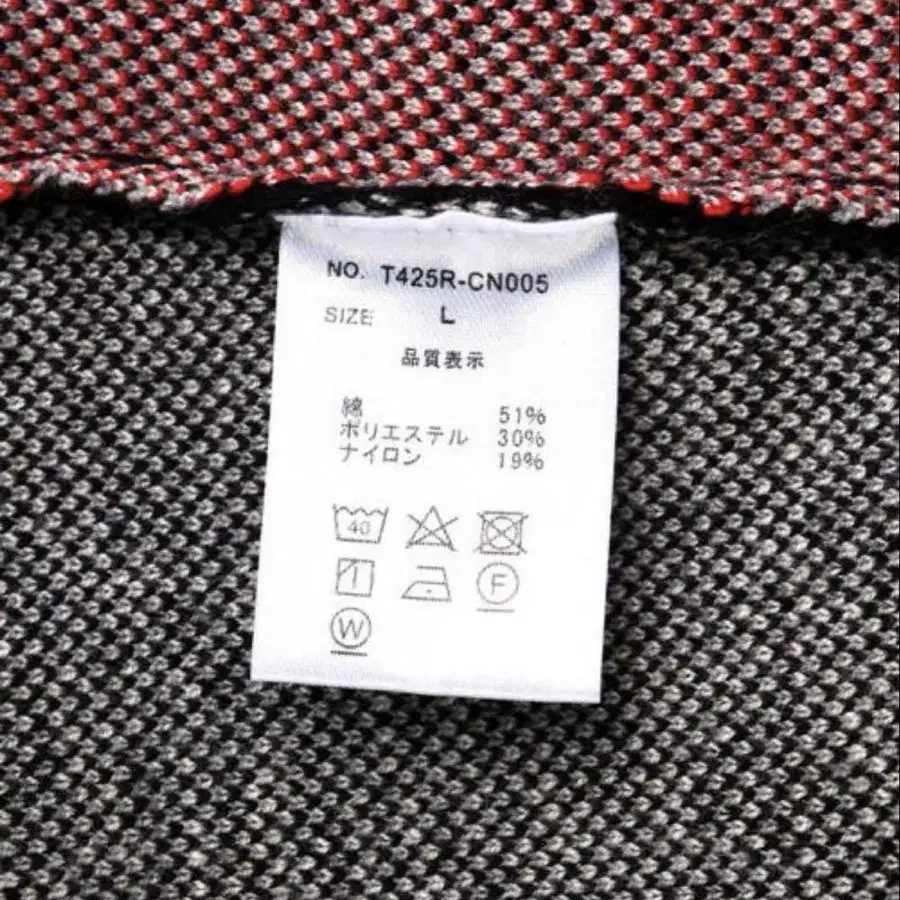 NO. T425R-CN005
SIZE L
品質表示
綿 51%
ポリエステル 30%
ナイロン 19%
40
F
W